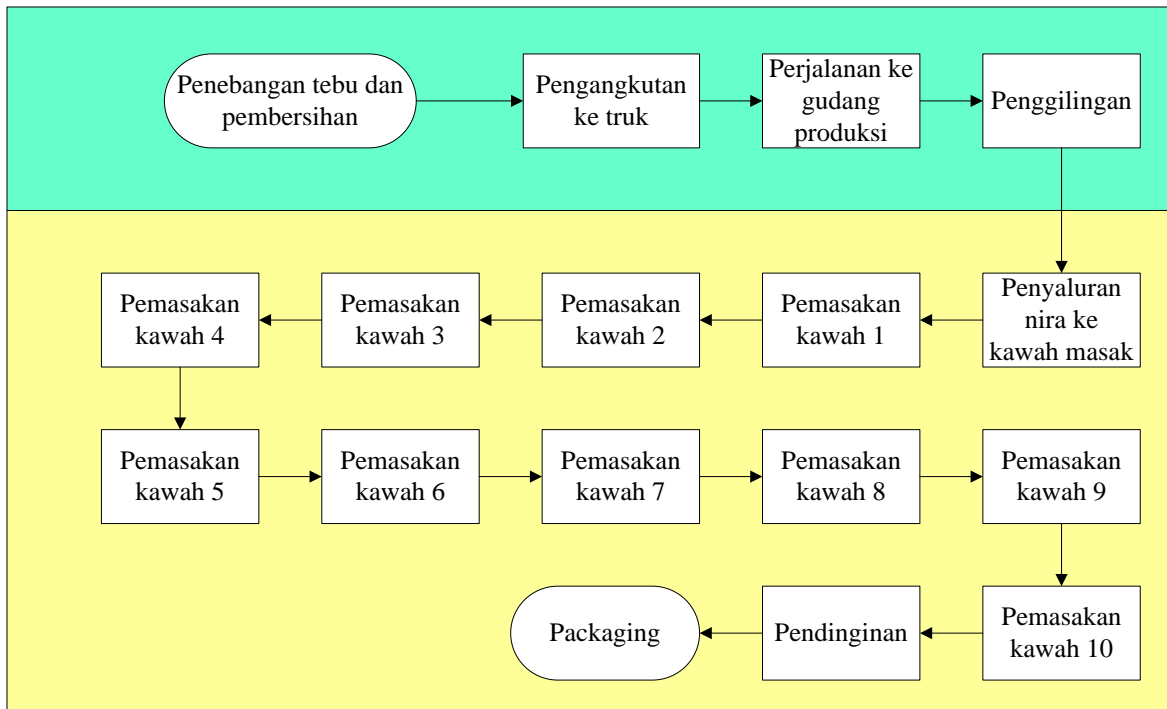 Penebangan tebu dan
pembersihan
Pengangkutan
ke truk
Perjalanan ke
gudang
produksi
Penggilingan
Penyaluran
nira ke
kawah masak
Pemasakan
kawah 1
Pemasakan
kawah 2
Pemasakan
kawah 3
Pemasakan
kawah 4
Pemasakan
kawah 5
Pemasakan
kawah 6
Pemasakan
kawah 7
Pemasakan
kawah 8
Pemasakan
kawah 9
Pemasakan
kawah 10
Pendinginan
Packaging